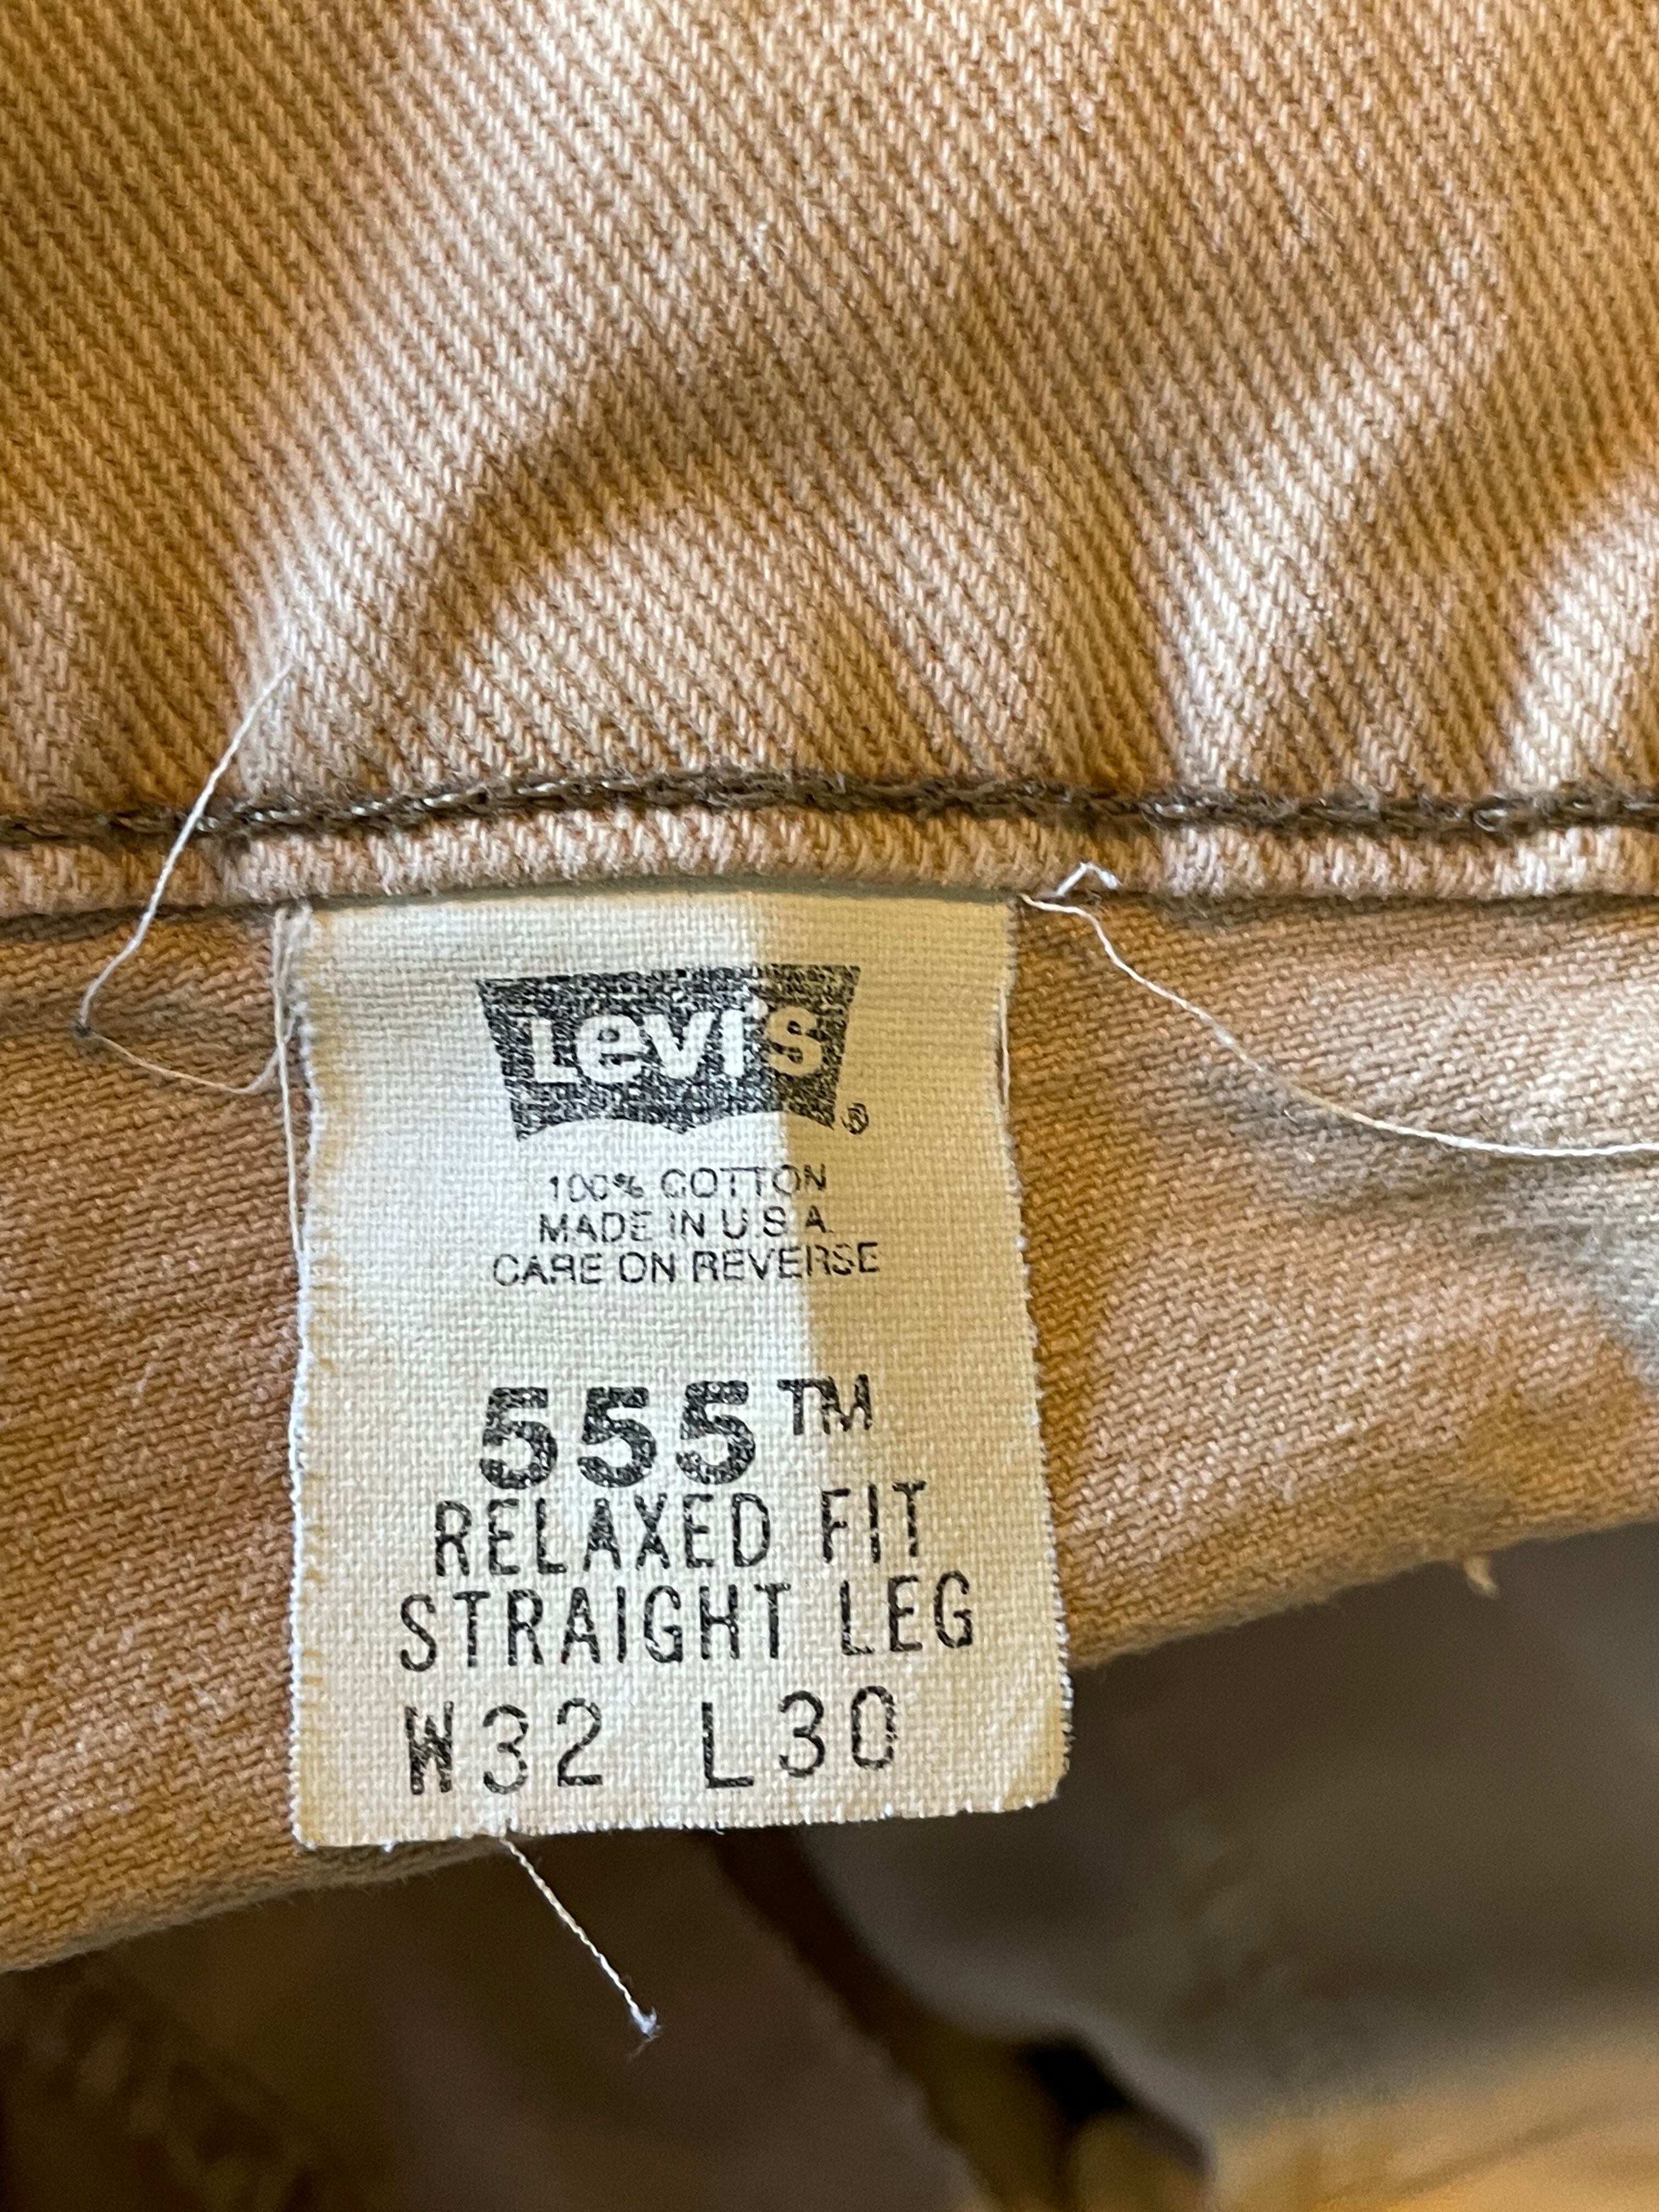 Levi's®
100% COTTON
MADE IN U.S.A.
CARE ON REVERSE
555™
RELAXED FIT
STRAIGHT LEG
W32 L30